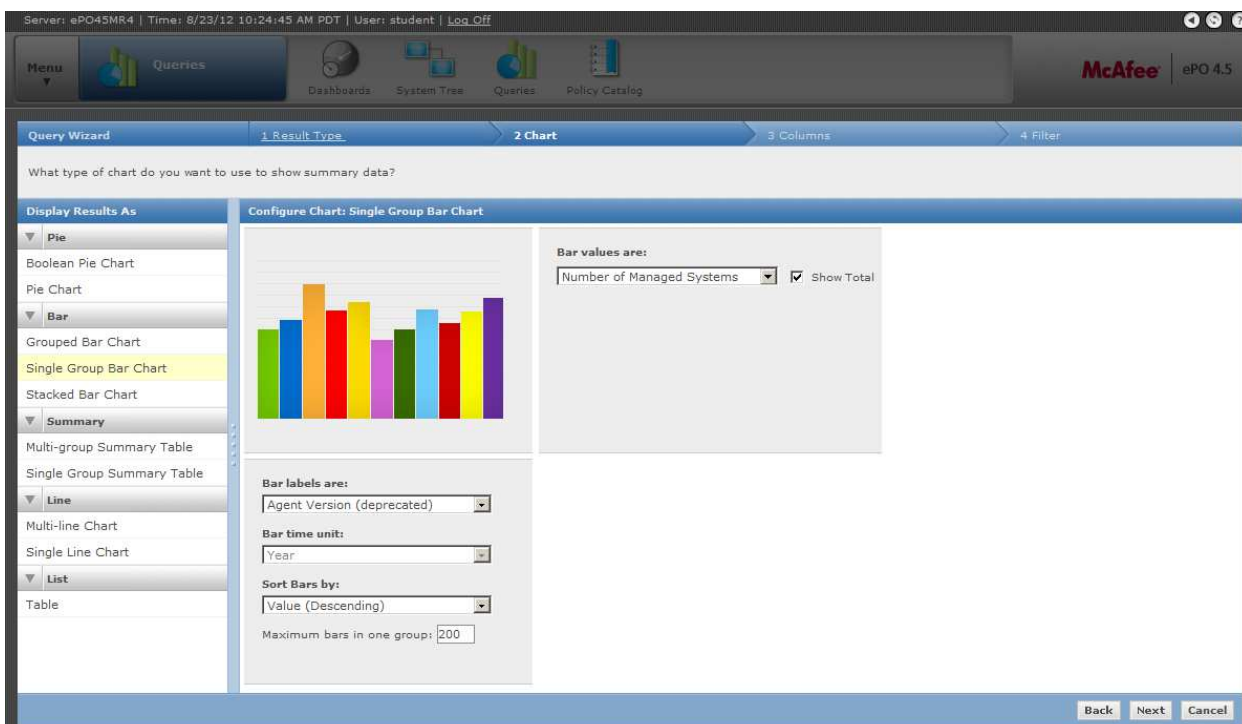 Server: ePO45MR4 | Time: 8/23/12 10:24:45 AM PDT | User: student | Log Off
Menu
Queries
Dashboards
System Tree
Queries
Policy Catalog
McAfee
ePO 4.5
Query Wizard
1 Result Type
2 Chart
3 Columns
4 Filter
What type of chart do you want to use to show summary data?
Display Results As
Pie
Boolean Pie Chart
Pie Chart
Bar
Grouped Bar Chart
Single Group Bar Chart
Stacked Bar Chart
Summary
Multi-group Summary Table
Single Group Summary Table
Line
Multi-line Chart
Single Line Chart
List
Table
Configure Chart: Single Group Bar Chart
Bar values are:
Number of Managed Systems
Show Total
Bar labels are:
Agent Version (deprecated)
Bar time unit:
Year
Sort Bars by:
Value (Descending)
Maximum bars in one group: 200
Back
Next
Cancel